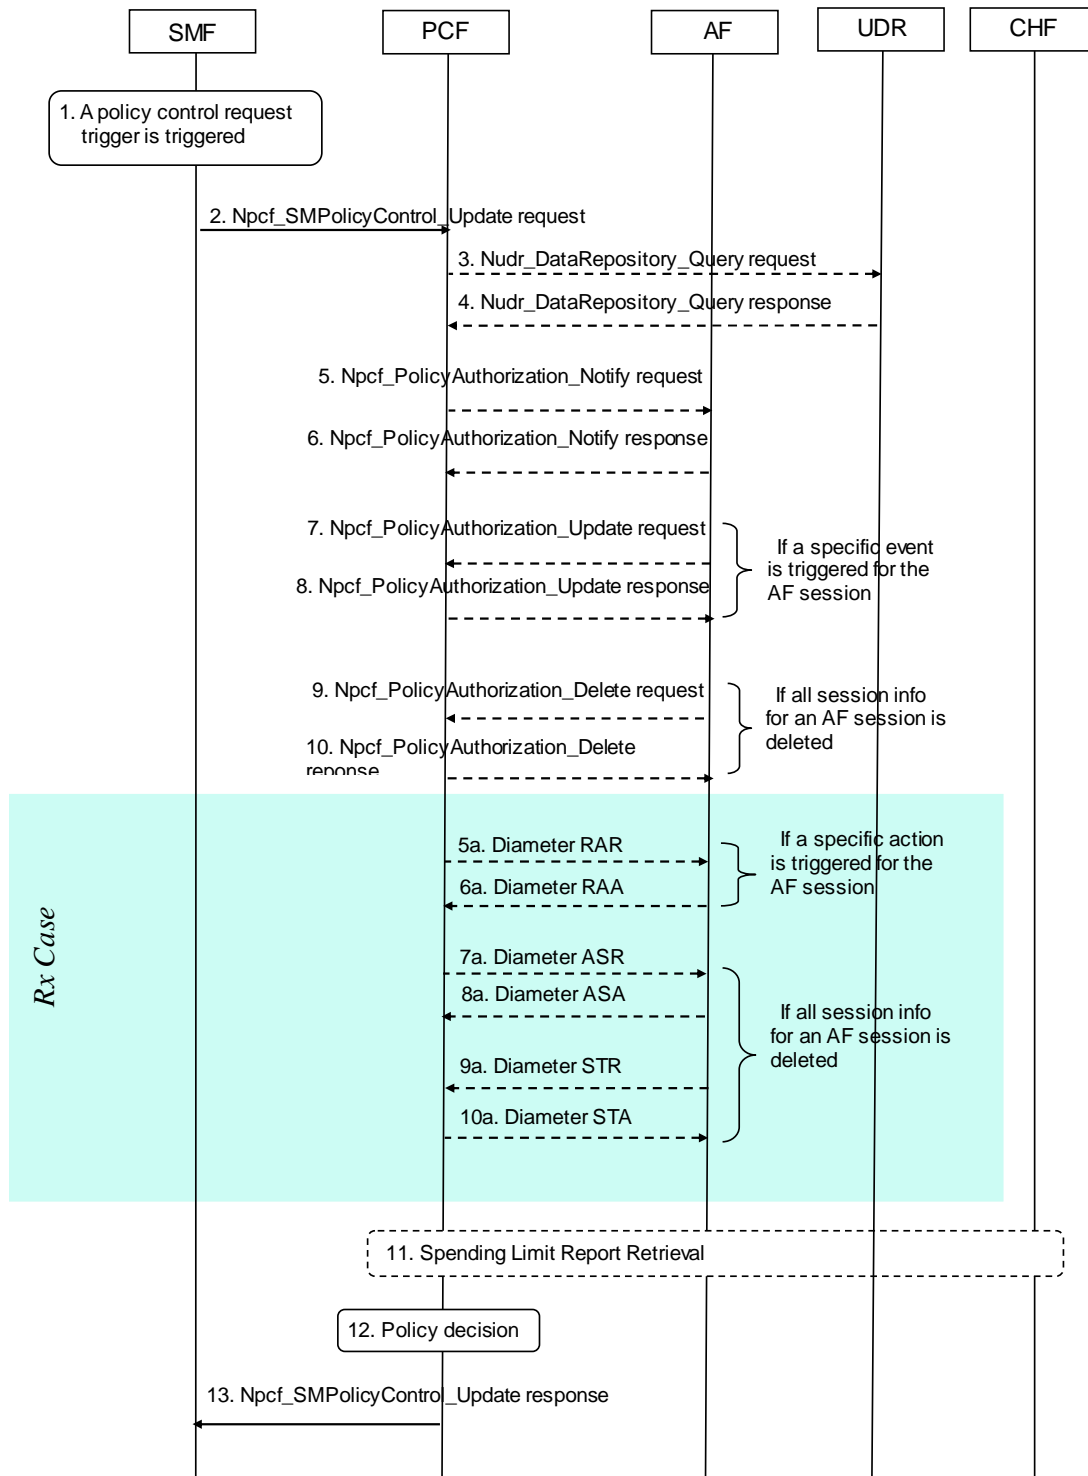 SMF
PCF
AF
UDR
CHF
1. A policy control request
trigger is triggered
2. Npcf_SMPolicyControl_Update request
3. Nudr_DataRepository_Query request
4. Nudr_DataRepository_Query response
5. Npcf_PolicyAuthorization_Notify request
6. Npcf_PolicyAuthorization_Notify response
7. Npcf_PolicyAuthorization_Update request
8. Npcf_PolicyAuthorization_Update response
If a specific event
is triggered for the
AF session
9. Npcf_PolicyAuthorization_Delete request
10. Npcf_PolicyAuthorization_Delete
reponse
If all session info
for an AF session is
deleted
Rx Case
5a. Diameter RAR
6a. Diameter RAA
If a specific action
is triggered for the
AF session
7a. Diameter ASR
8a. Diameter ASA
9a. Diameter STR
10a. Diameter STA
If all session info
for an AF session is
deleted
11. Spending Limit Report Retrieval
12. Policy decision
13. Npcf_SMPolicyControl_Update response